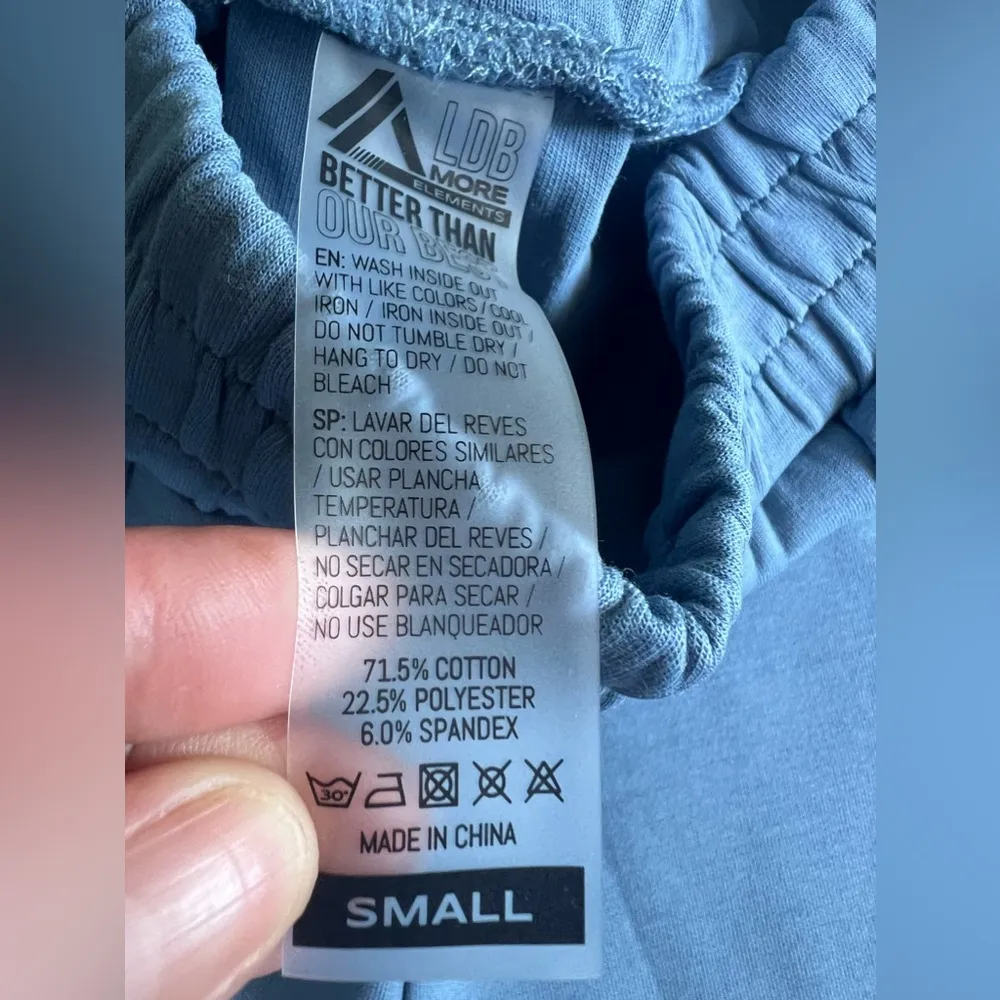 LDB
MORE
ELEMENTS
BETTER THAN
OUR BEST
EN: WASH INSIDE OUT
WITH LIKE COLORS / COOL
IRON / IRON INSIDE OUT /
DO NOT TUMBLE DRY /
HANG TO DRY / DO NOT
BLEACH
SP: LAVAR DEL REVES
CON COLORES SIMILARES
/ USAR PLANCHA
TEMPERATURA /
PLANCHAR DEL REVES /
NO SECAR EN SECADORA /
COLGAR PARA SECAR /
NO USE BLANQUEADOR
71.5% COTTON
22.5% POLYESTER
6.0% SPANDEX
30°
MADE IN CHINA
SMALL